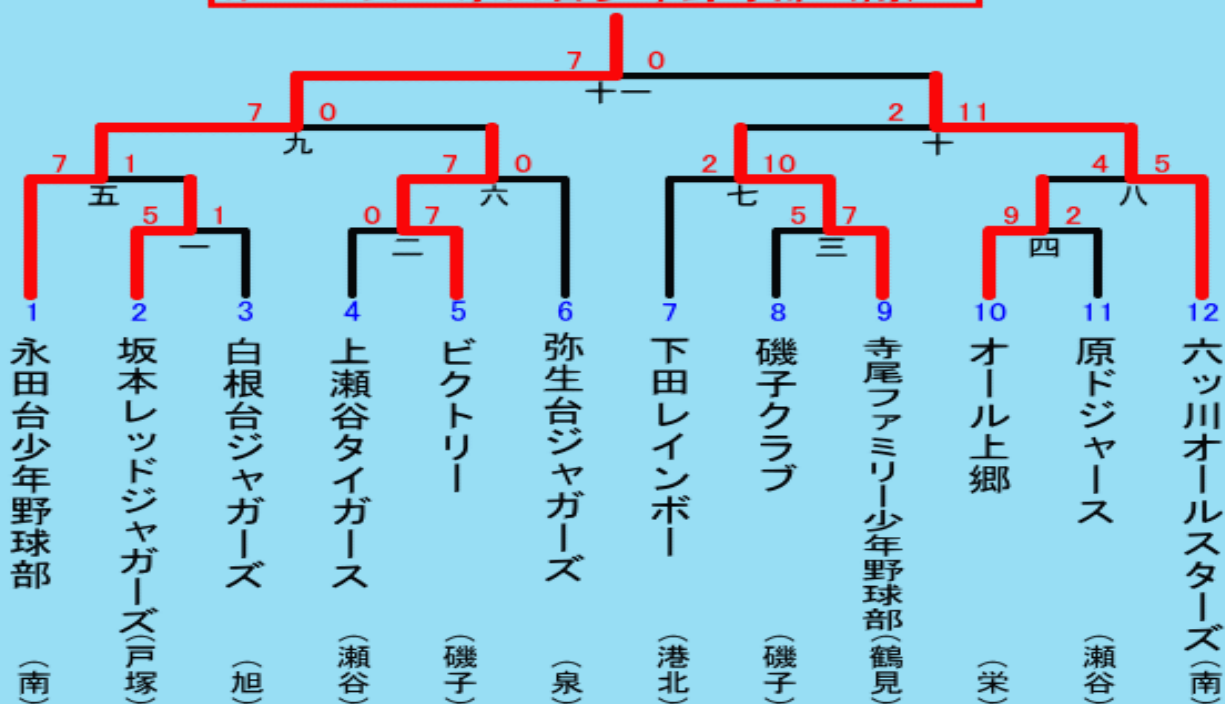 7 0
十一
7 0
九
2 11
十
7 1
五
7 0
六
2 10
七
4 5
八
5 1
一
0 7
二
5 7
三
9 2
四
1 2 3 4 5 6 7 8 9 10 11 12
永田台少年野球部(南)
坂本レッドジャガーズ(戸塚)
白根台ジャガーズ(旭)
上瀬谷タイガース(瀬谷)
ビクトリー(磯子)
弥生台ジャガーズ(泉)
下田レインボー(港北)
磯子クラブ(磯子)
寺尾ファミリー少年野球部(鶴見)
オール上郷(栄)
原ドジャース(瀬谷)
六ッ川オールスターズ(南)